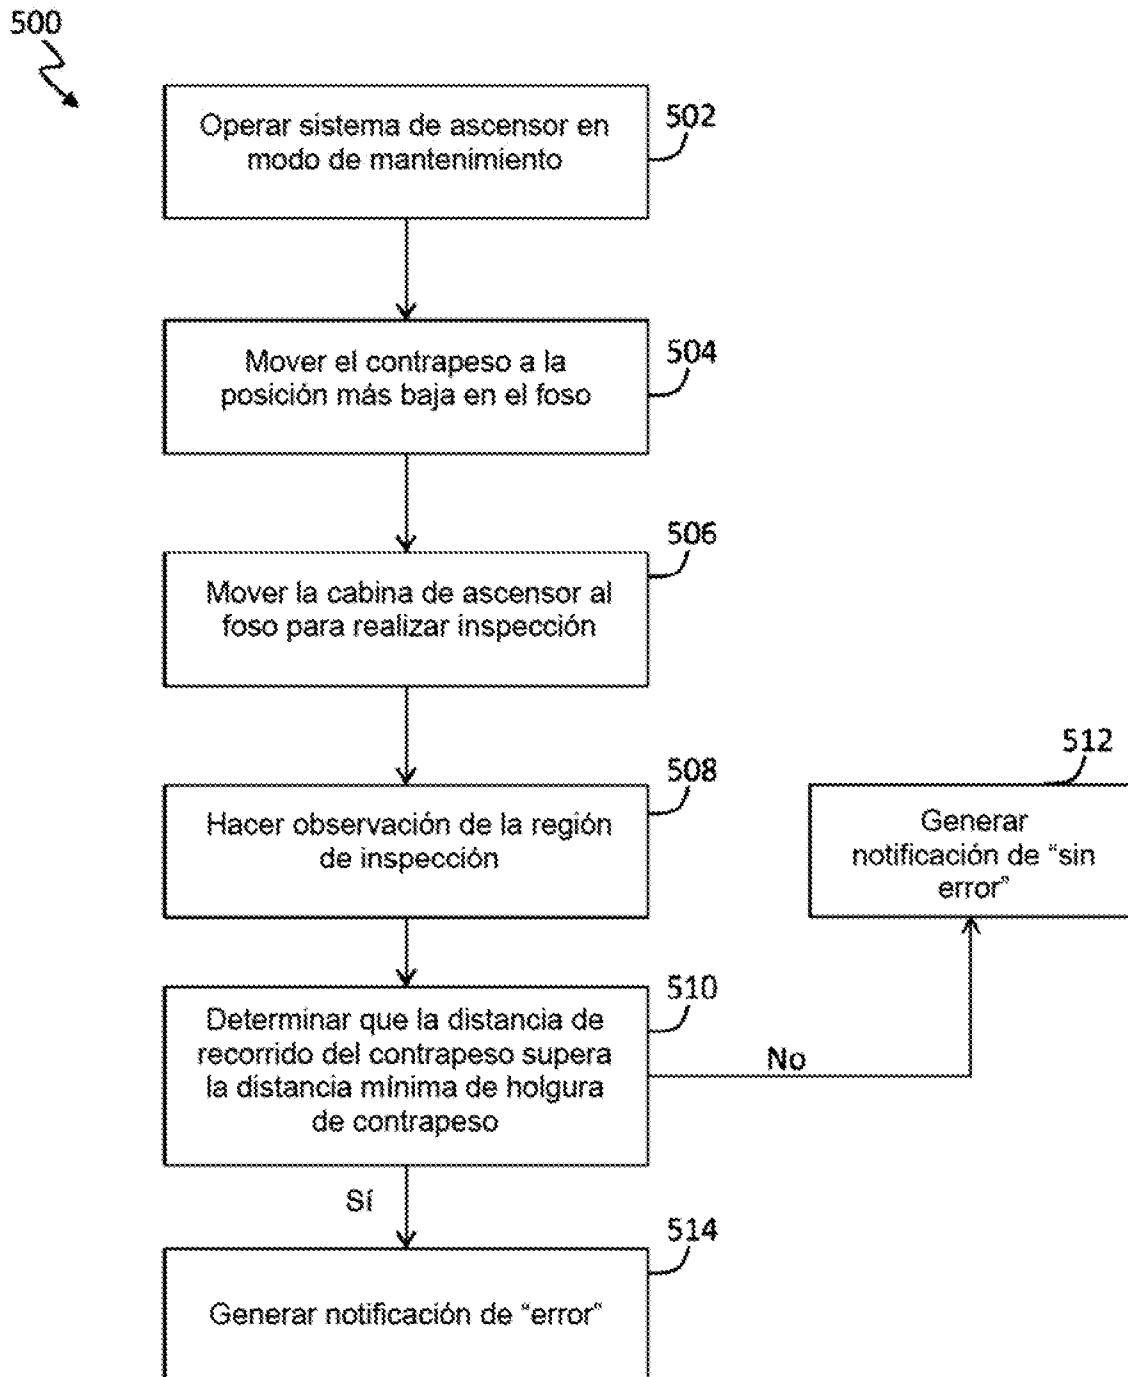 500
Operar sistema de ascensor en
modo de mantenimiento
502
Mover el contrapeso a la
posición más baja en el foso
504
Mover la cabina de ascensor al
foso para realizar inspección
506
Hacer observación de la región
de inspección
508
Generar
notificación de “sin
error”
512
Determinar que la distancia de
recorrido del contrapeso supera
la distancia mínima de holgura
de contrapeso
510
No
Sí
Generar notificación de “error”
514